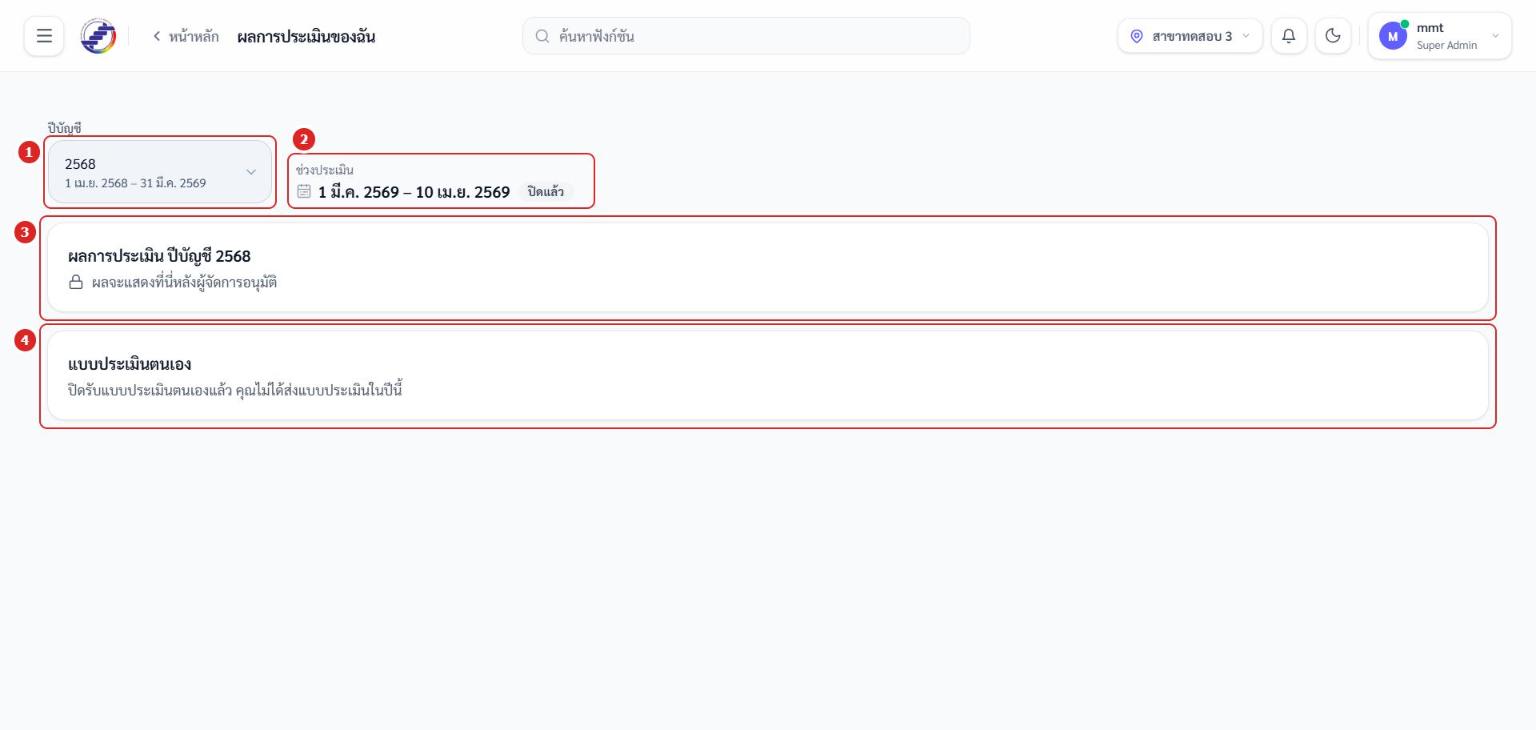 หน้าหลัก
ผลการประเมินของฉัน
ค้นหาฟังก์ชัน
สาขาทดสอบ 3
M
mmt
Super Admin
ปีบัญชี
1
2568
1 เม.ย. 2568 – 31 มี.ค. 2569
2
ช่วงประเมิน
1 มี.ค. 2569 – 10 เม.ย. 2569 ปิดแล้ว
3
ผลการประเมิน ปีบัญชี 2568
ผลจะแสดงที่นี่หลังผู้จัดการอนุมัติ
4
แบบประเมินตนเอง
ปิดรับแบบประเมินตนเองแล้ว คุณไม่ได้ส่งแบบประเมินในปีนี้